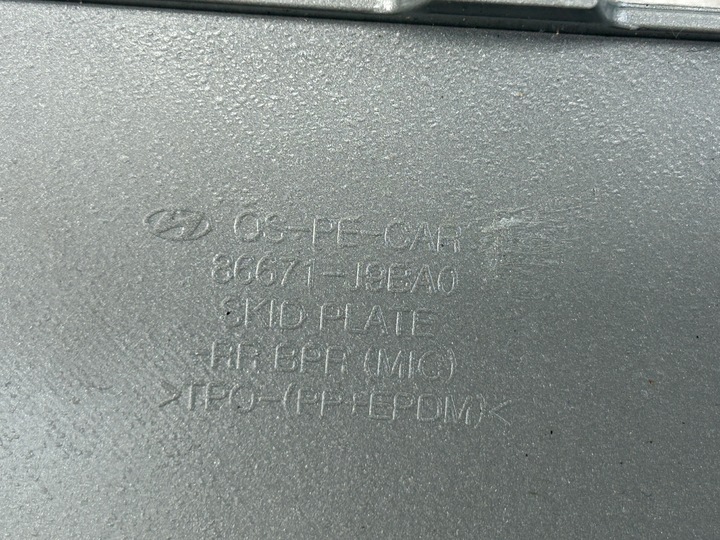 OS-PE-CAR
86671-J9BA0
SKID PLATE
-RR BPR (MIC)
>TPO-(PP+EPDM)<